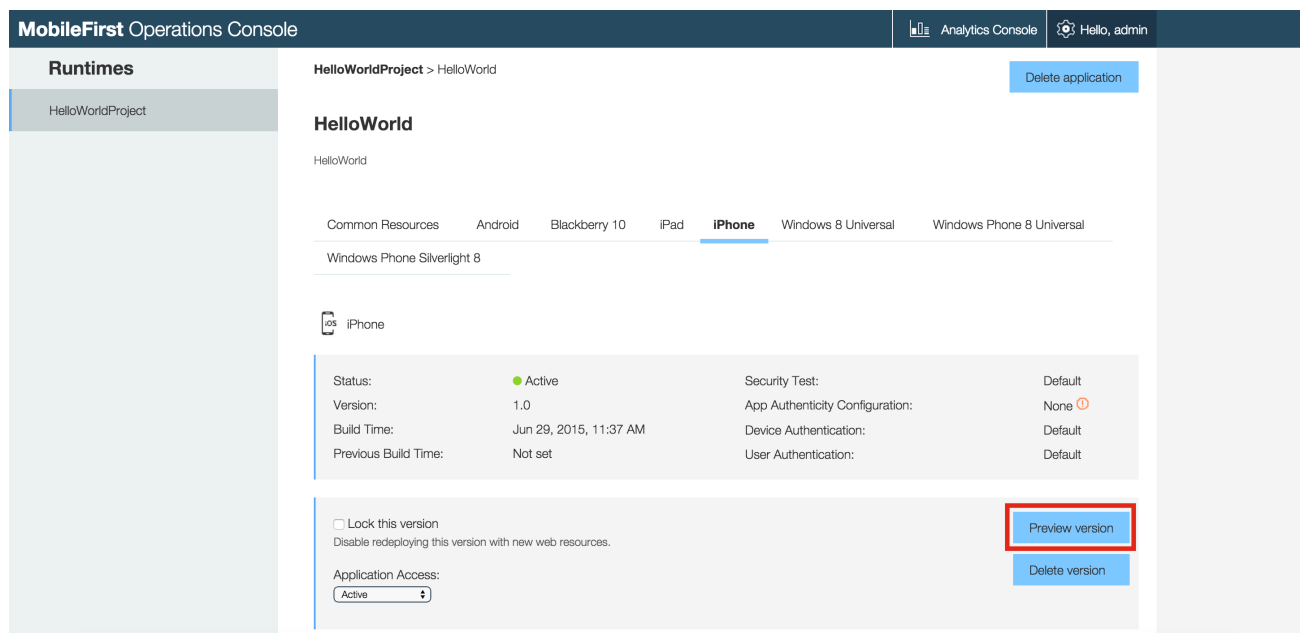 MobileFirst Operations Console
Analytics Console
Hello, admin
Runtimes
HelloWorldProject
HelloWorldProject > HelloWorld
Delete application
HelloWorld
HelloWorld
Common Resources Android Blackberry 10 iPad iPhone Windows 8 Universal Windows Phone 8 Universal
Windows Phone Silverlight 8
iOS iPhone
Status: Active Security Test: Default
Version: 1.0 App Authenticity Configuration: None
Build Time: Jun 29, 2015, 11:37 AM Device Authentication: Default
Previous Build Time: Not set User Authentication: Default
Lock this version
Preview version
Disable redeploying this version with new web resources.
Delete version
Application Access:
Active